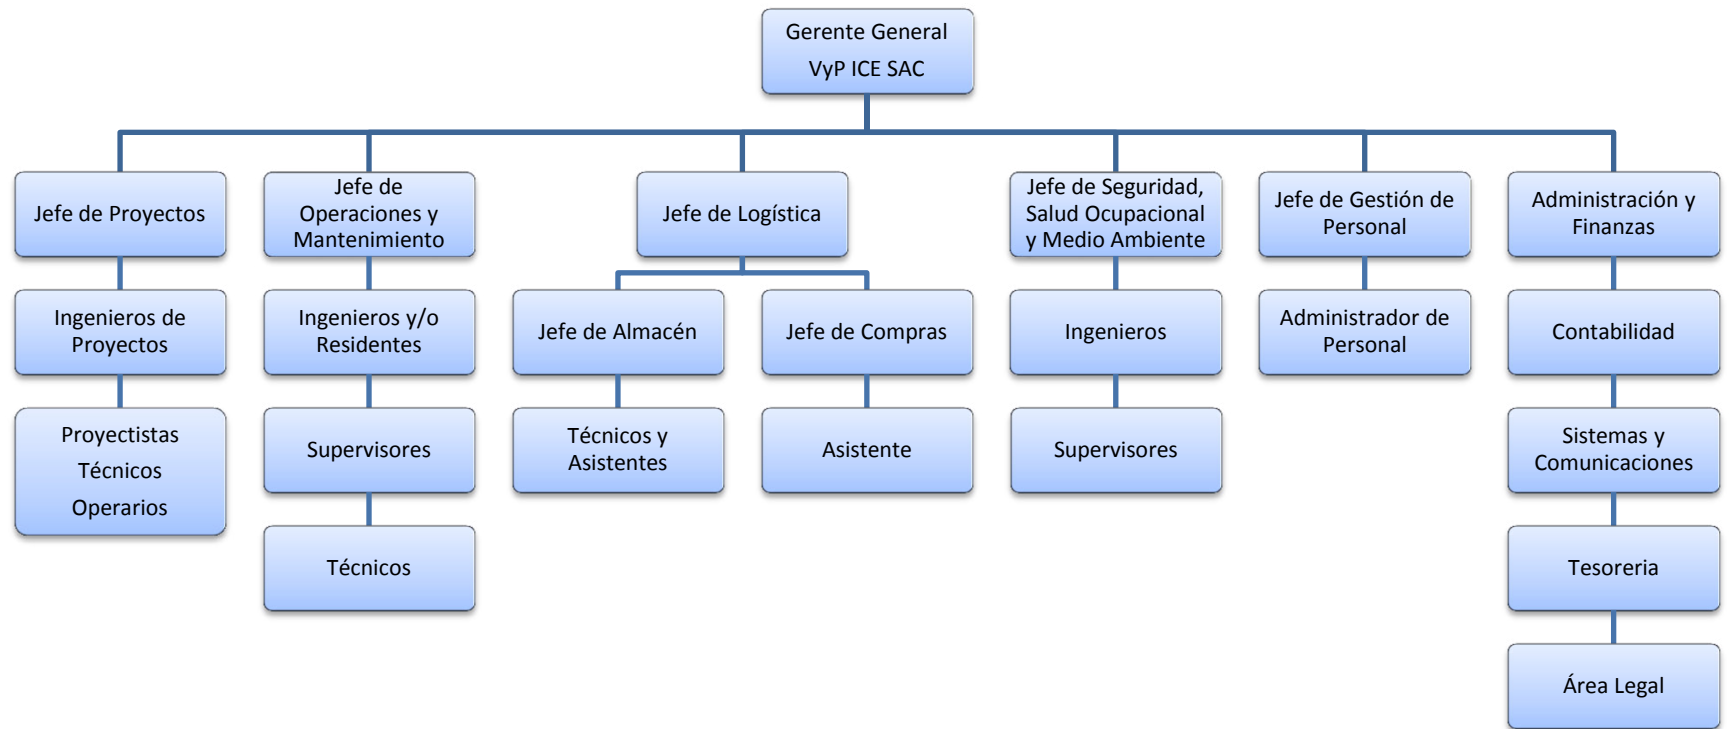 Gerente General
VyP ICE SAC
Jefe de Proyectos
Jefe de
Operaciones y
Mantenimiento
Jefe de Logística
Jefe de Seguridad,
Salud Ocupacional
y Medio Ambiente
Jefe de Gestión de
Personal
Administración y
Finanzas
Ingenieros de
Proyectos
Ingenieros y/o
Residentes
Jefe de Almacén
Jefe de Compras
Ingenieros
Administrador de
Personal
Contabilidad
Proyectistas
Técnicos
Operarios
Supervisores
Técnicos y
Asistentes
Asistente
Supervisores
Sistemas y
Comunicaciones
Técnicos
Tesoreria
Área Legal